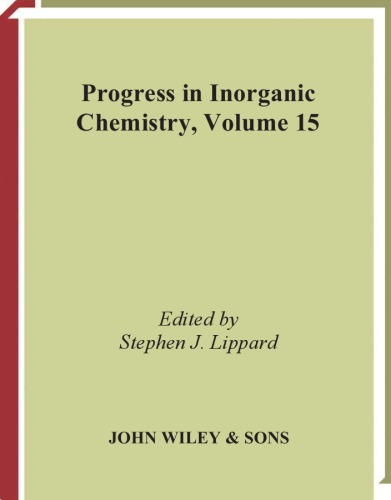 Progress in Inorganic
Chemistry, Volume 15
Edited by
Stephen J. Lippard
JOHN WILEY & SONS